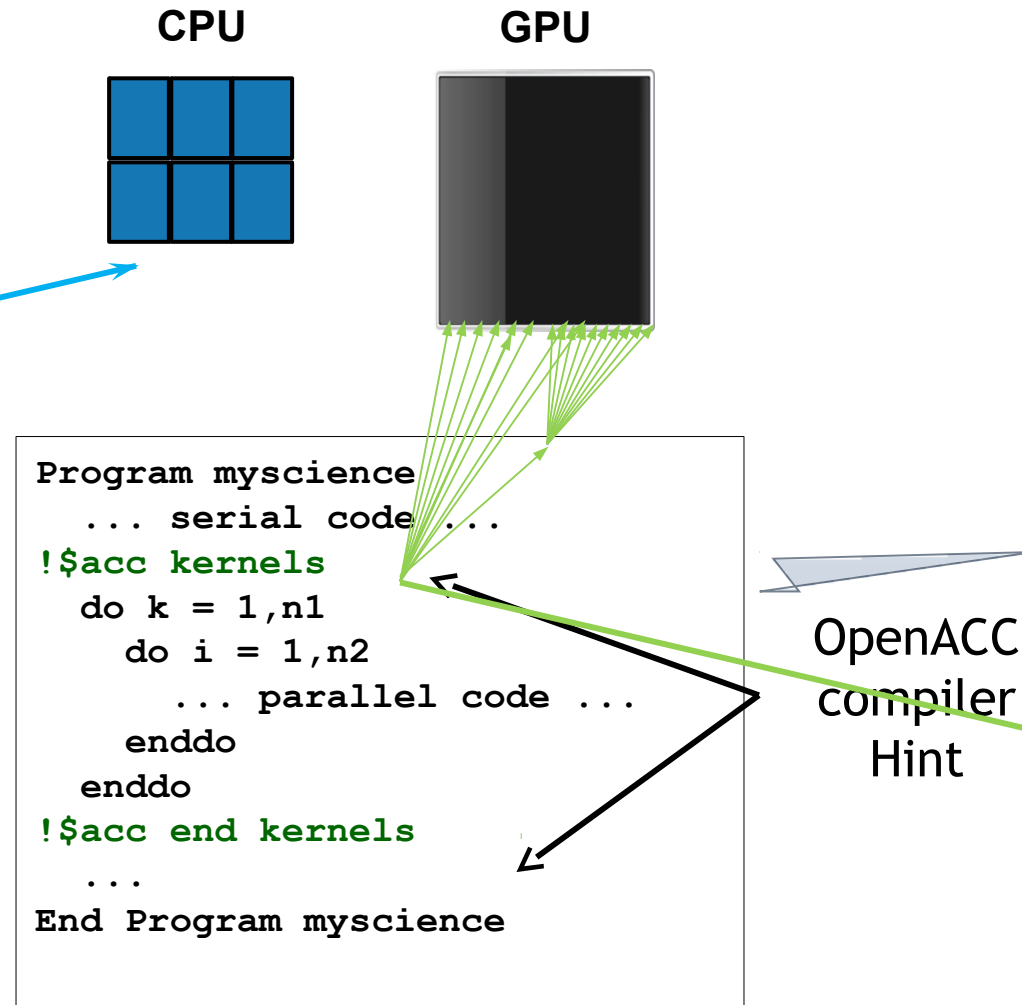 CPU GPU
Program myscience
... serial code ...
!$acc kernels
do k = 1,n1
do i = 1,n2
... parallel code ...
enddo
enddo
!$acc end kernels
...
End Program myscience
OpenACC
compiler
Hint